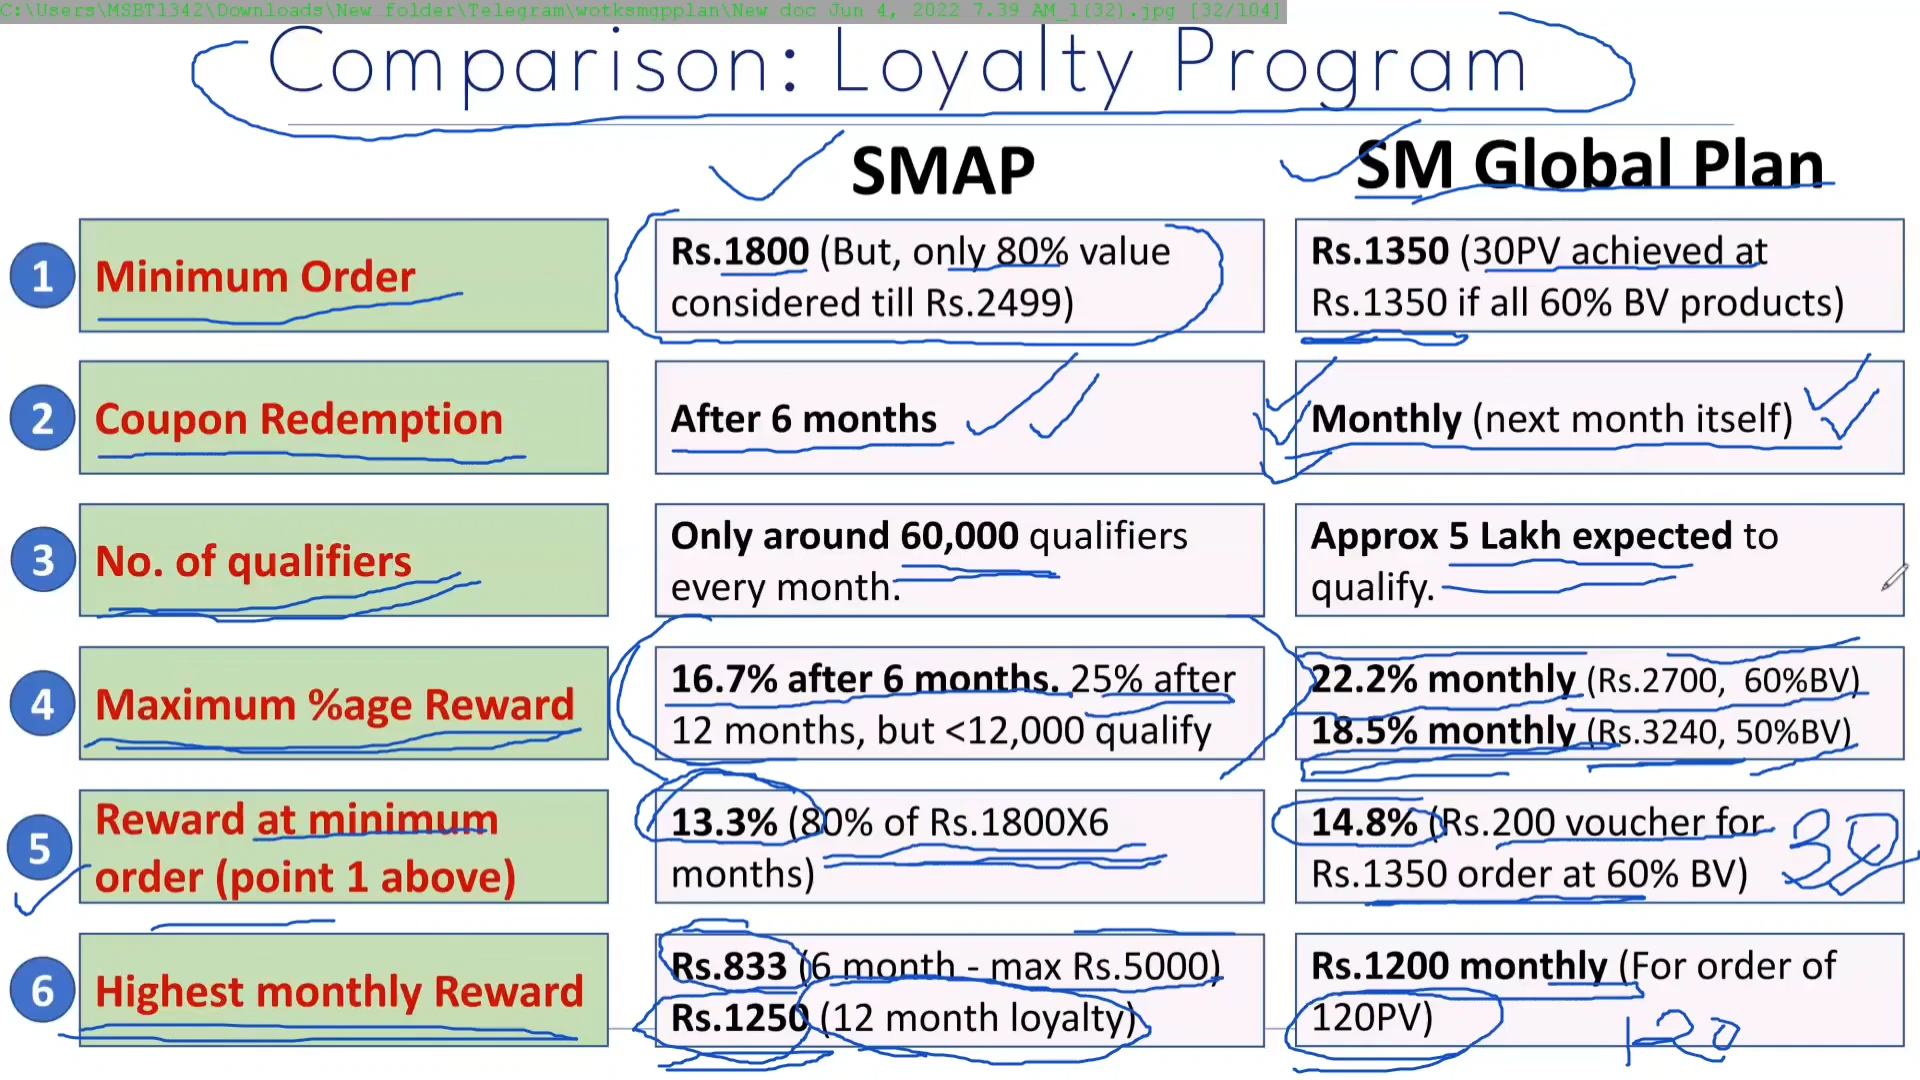 C:\Users\MSBT1342\Downloads\New folder\Telegram\wotksmgpplan\New doc Jun 4, 2022 7.39 AM_1(32).jpg [32/104]
Comparison: Loyalty Program
SMAP
SM Global Plan
1
Minimum Order
Rs.1800 (But, only 80% value
considered till Rs.2499)
Rs.1350 (30PV achieved at
Rs.1350 if all 60% BV products)
2
Coupon Redemption
After 6 months
Monthly (next month itself)
3
No. of qualifiers
Only around 60,000 qualifiers
every month.
Approx 5 Lakh expected to
qualify.
4
Maximum %age Reward
16.7% after 6 months. 25% after
12 months, but <12,000 qualify
22.2% monthly (Rs.2700, 60%BV)
18.5% monthly (Rs.3240, 50%BV)
5
Reward at minimum
order (point 1 above)
13.3% (80% of Rs.1800X6
months)
14.8% (Rs.200 voucher for
Rs.1350 order at 60% BV)
30
6
Highest monthly Reward
Rs.833 (6 month - max Rs.5000)
Rs.1250 (12 month loyalty)
Rs.1200 monthly (For order of
120PV)
120